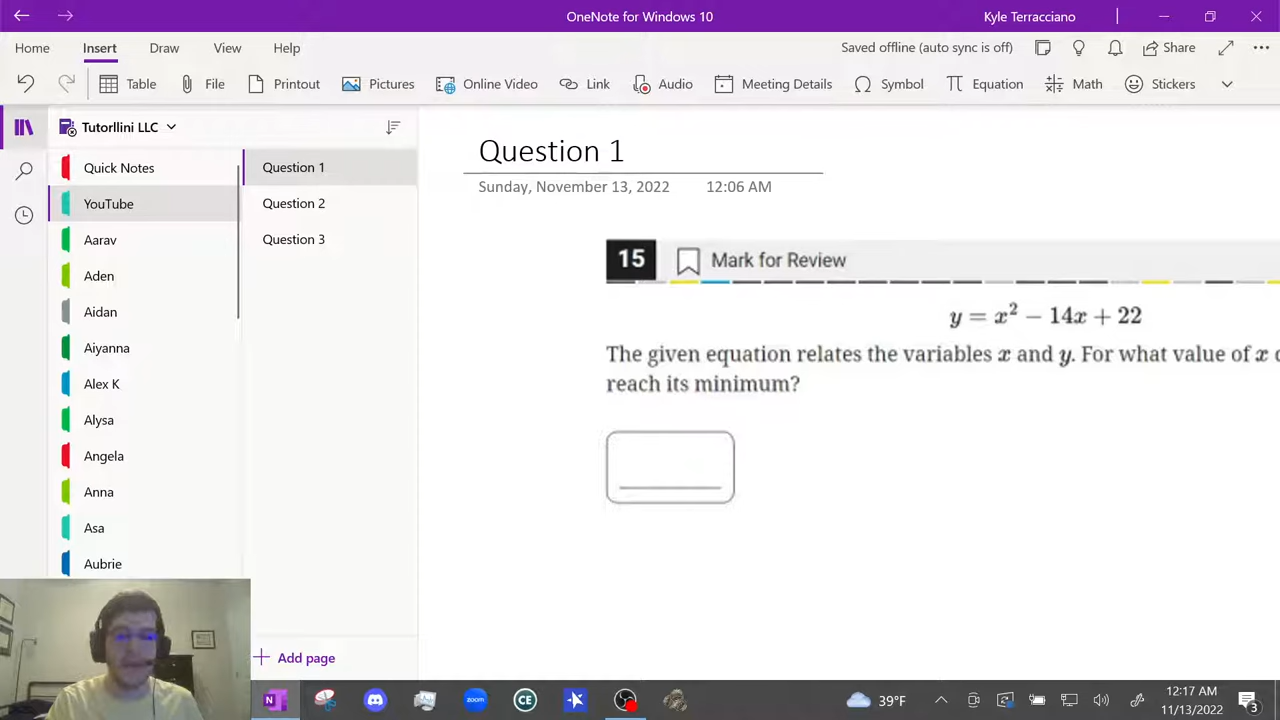 OneNote for Windows 10
Kyle Terracciano
Home Insert Draw View Help
Saved offline (auto sync is off)
Share
Table File Printout Pictures Online Video Link Audio Meeting Details Symbol Equation Math Stickers
Tutorllini LLC
Quick Notes
YouTube
Aarav
Aden
Aidan
Aiyanna
Alex K
Alysa
Angela
Anna
Asa
Aubrie
Question 1
Question 2
Question 3
Add page
Question 1
Sunday, November 13, 2022 12:06 AM
15 Mark for Review
y = x² − 14x + 22
The given equation relates the variables x and y. For what value of x
reach its minimum?
zoom
CE
39°F
12:17 AM
11/13/2022
3